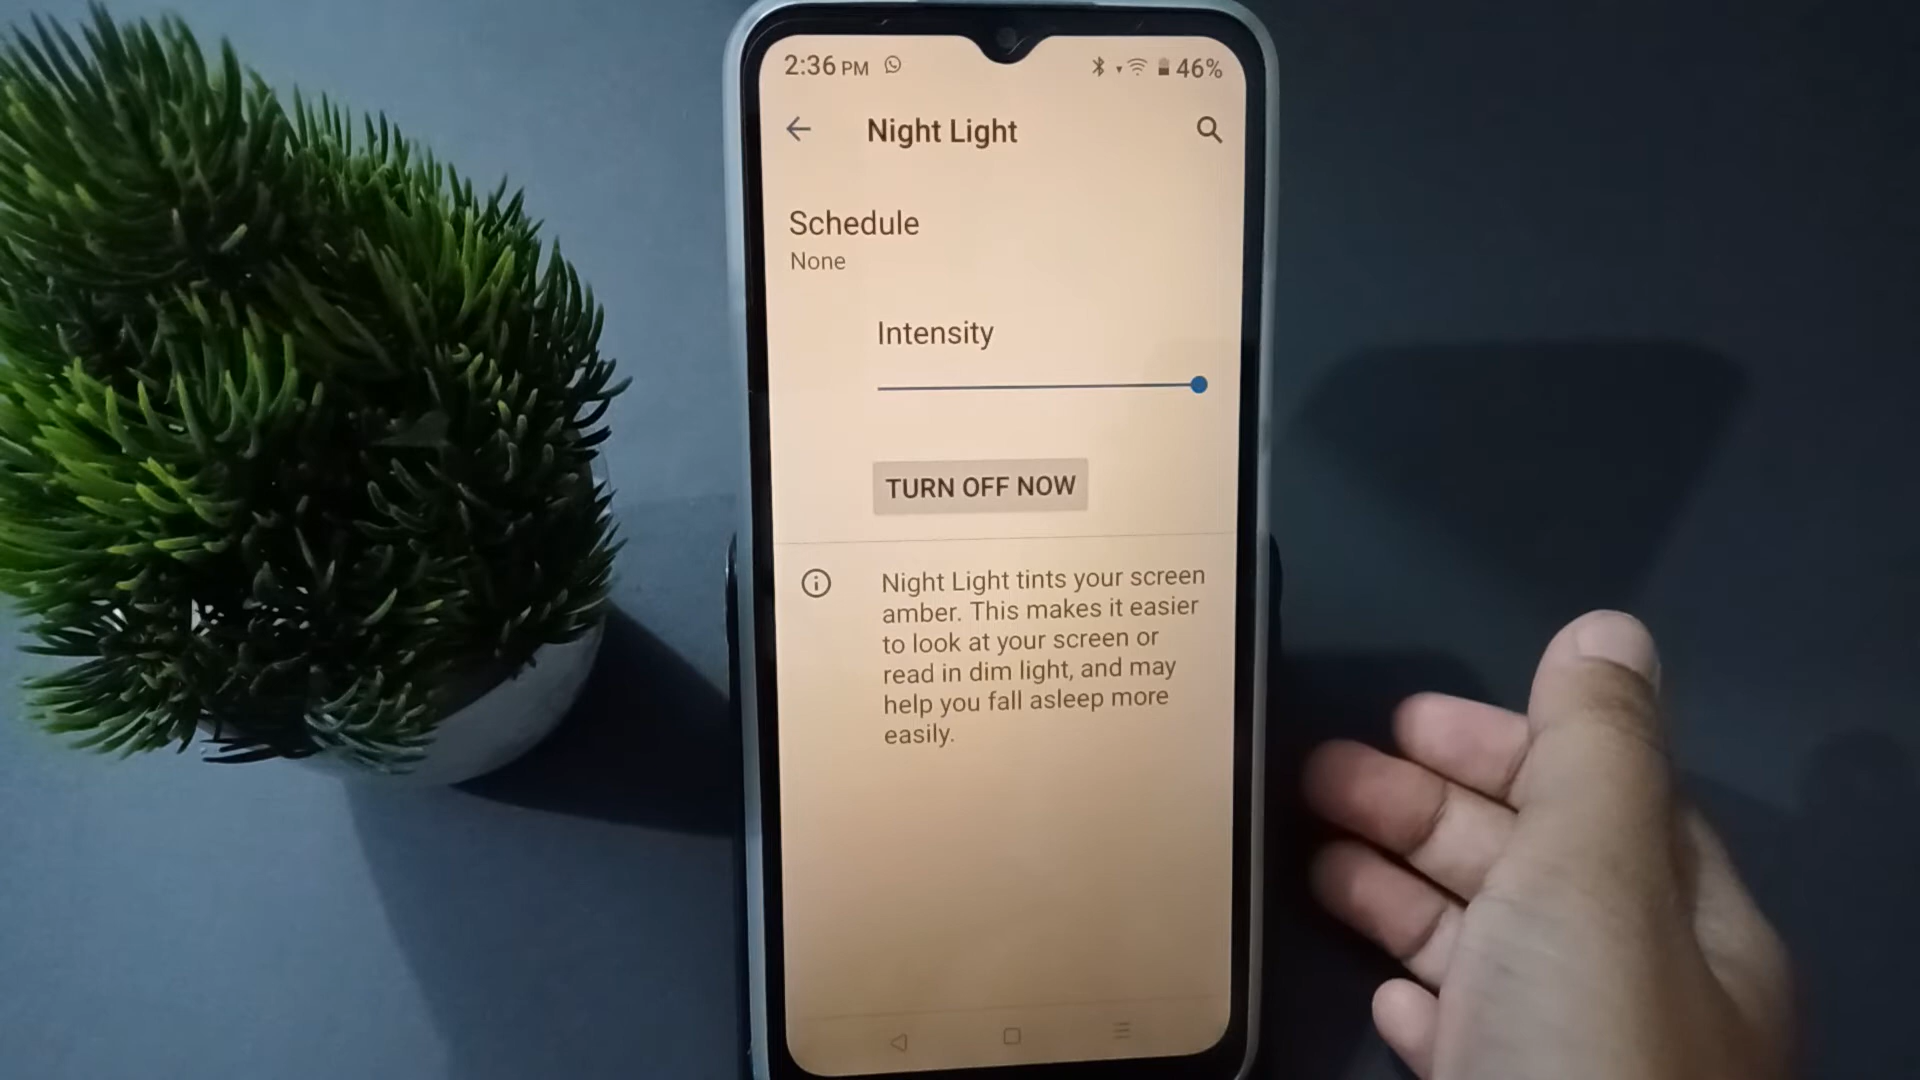 2:36 PM 46%
Night Light
Schedule
None
Intensity
TURN OFF NOW
Night Light tints your screen
amber. This makes it easier
to look at your screen or
read in dim light, and may
help you fall asleep more
easily.